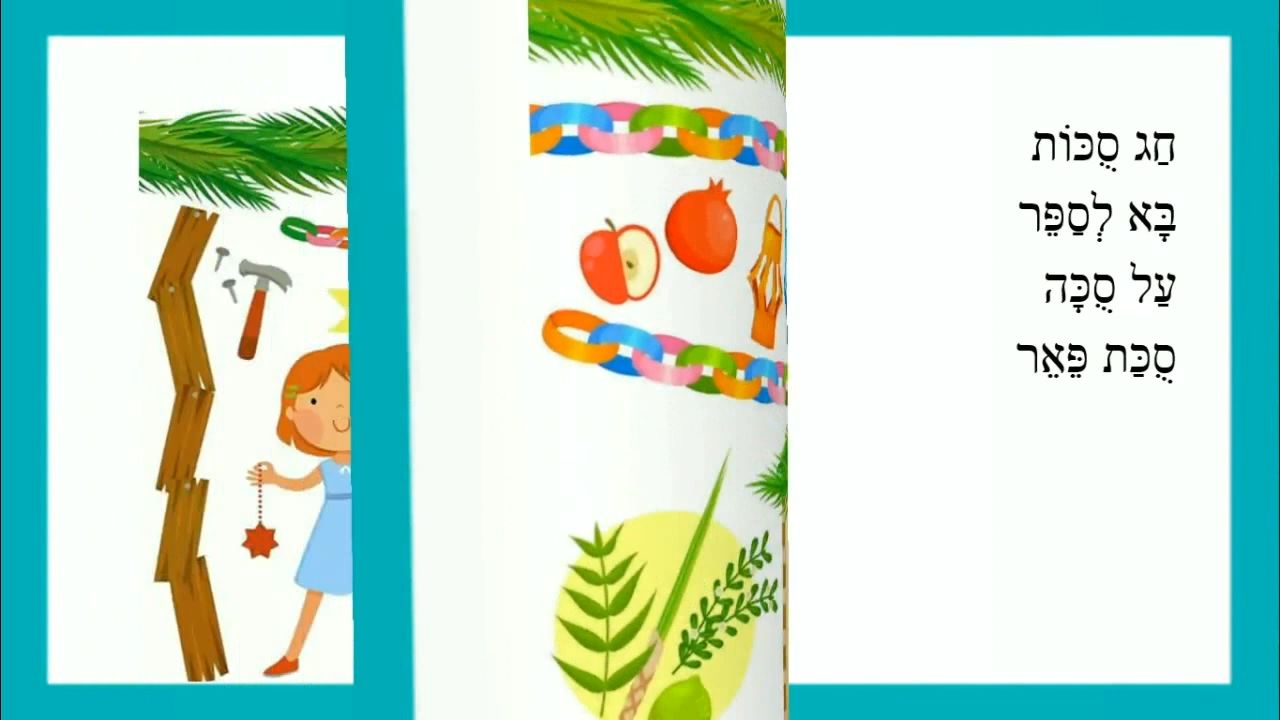 חַג סֻכּוֹת
בָּא לְסַפֵּר
עַל סֻכָּה
סֻכַּת פְּאֵר